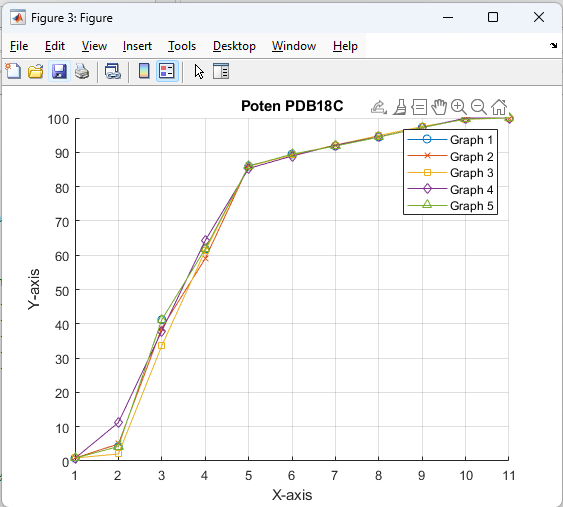 Figure 3: Figure
File Edit View Insert Tools Desktop Window Help
Poten PDB18C
Graph 1
Graph 2
Graph 3
Graph 4
Graph 5
100
90
80
70
60
50
40
30
20
10
0
Y-axis
1 2 3 4 5 6 7 8 9 10 11
X-axis